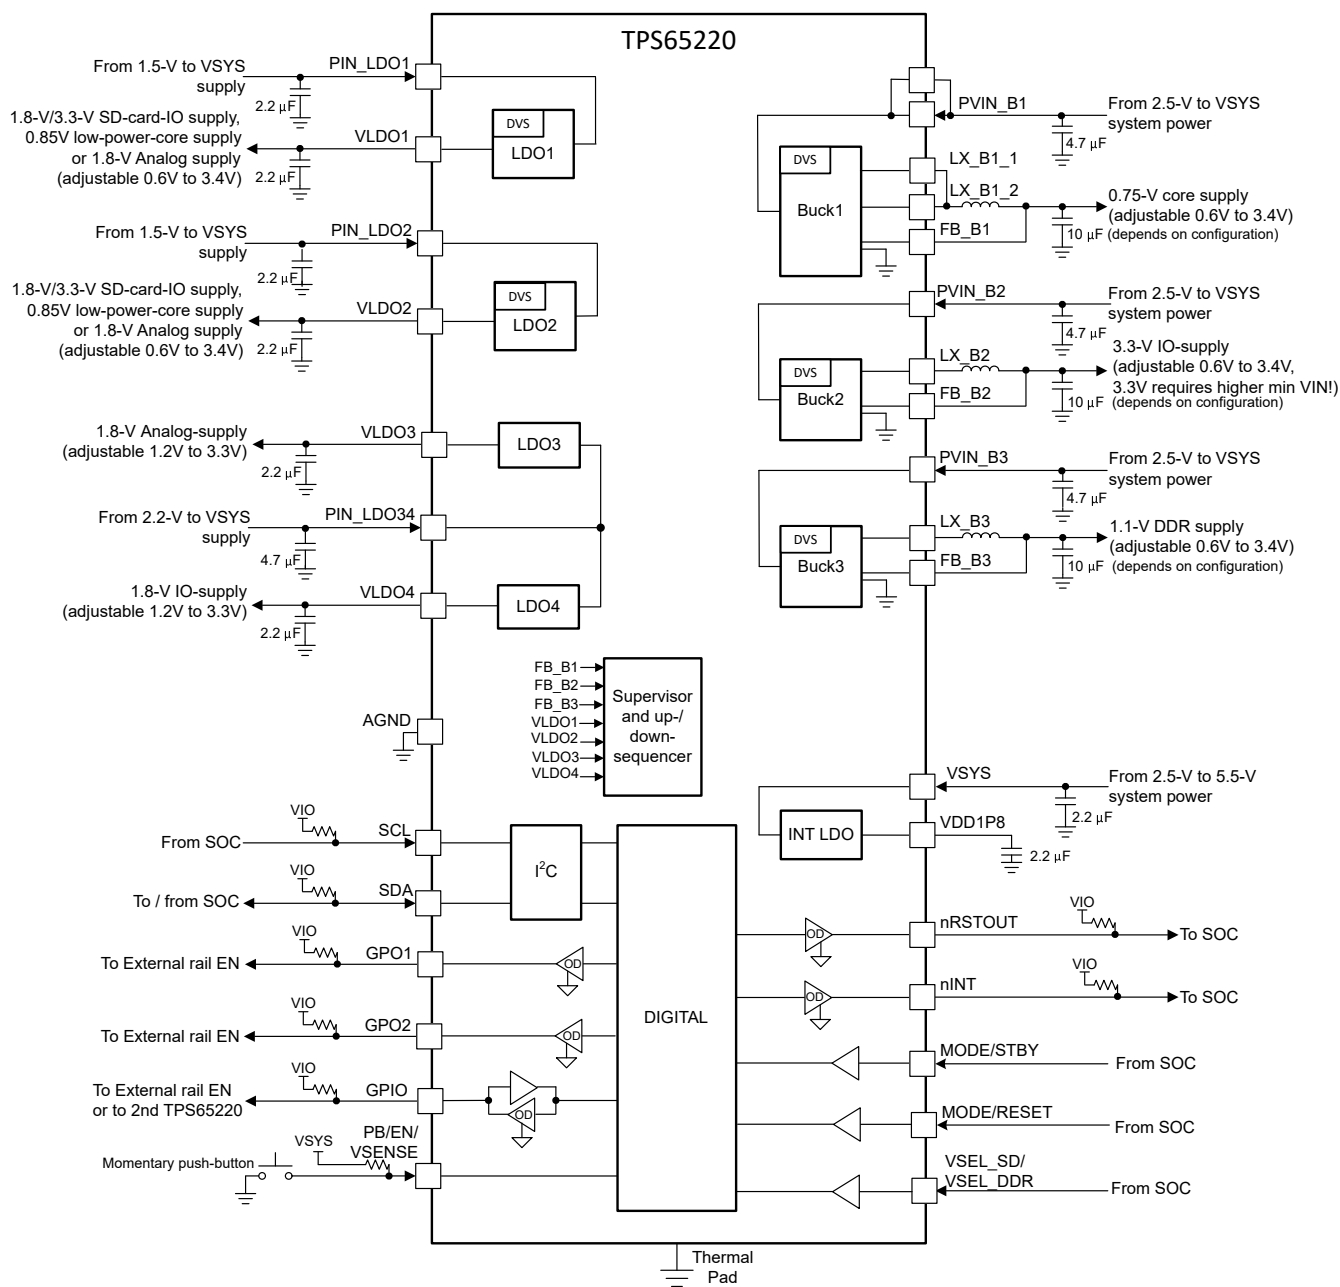 TPS65220
From 1.5-V to VSYS
supply
PIN_LDO1
2.2 µF
1.8-V/3.3-V SD-card-IO supply,
0.85V low-power-core supply
or 1.8-V Analog supply
(adjustable 0.6V to 3.4V)
VLDO1
2.2 µF
DVS
LDO1
From 1.5-V to VSYS
supply
PIN_LDO2
2.2 µF
1.8-V/3.3-V SD-card-IO supply,
0.85V low-power-core supply
or 1.8-V Analog supply
(adjustable 0.6V to 3.4V)
VLDO2
2.2 µF
DVS
LDO2
1.8-V Analog-supply
(adjustable 1.2V to 3.3V)
VLDO3
2.2 µF
LDO3
From 2.2-V to VSYS
supply
PIN_LDO34
4.7 µF
1.8-V IO-supply
(adjustable 1.2V to 3.3V)
VLDO4
2.2 µF
LDO4
PVIN_B1
From 2.5-V to VSYS
system power
4.7 µF
DVS
Buck1
LX_B1_1
LX_B1_2
FB_B1
0.75-V core supply
(adjustable 0.6V to 3.4V)
(depends on configuration)
10 µF
PVIN_B2
From 2.5-V to VSYS
system power
4.7 µF
DVS
Buck2
LX_B2
FB_B2
3.3-V IO-supply
(adjustable 0.6V to 3.4V,
3.3V requires higher min VIN!)
(depends on configuration)
10 µF
PVIN_B3
From 2.5-V to VSYS
system power
4.7 µF
DVS
Buck3
LX_B3
FB_B3
1.1-V DDR supply
(adjustable 0.6V to 3.4V)
(depends on configuration)
10 µF
FB_B1
FB_B2
FB_B3
VLDO1
VLDO2
VLDO3
VLDO4
Supervisor
and up-/
down-
sequencer
AGND
VSYS
From 2.5-V to 5.5-V
system power
2.2 µF
INT LDO
VDD1P8
2.2 µF
From SOC
VIO
SCL
I2C
To / from SOC
VIO
SDA
To External rail EN
VIO
GPO1
OD
To External rail EN
VIO
GPO2
OD
To External rail EN
or to 2nd TPS65220
VIO
GPIO
OD
Momentary push-button
VSYS
PB/EN/
VSENSE
DIGITAL
OD
nRSTOUT
VIO
To SOC
OD
nINT
VIO
To SOC
MODE/STBY
From SOC
MODE/RESET
From SOC
VSEL_SD/
VSEL_DDR
From SOC
Thermal
Pad